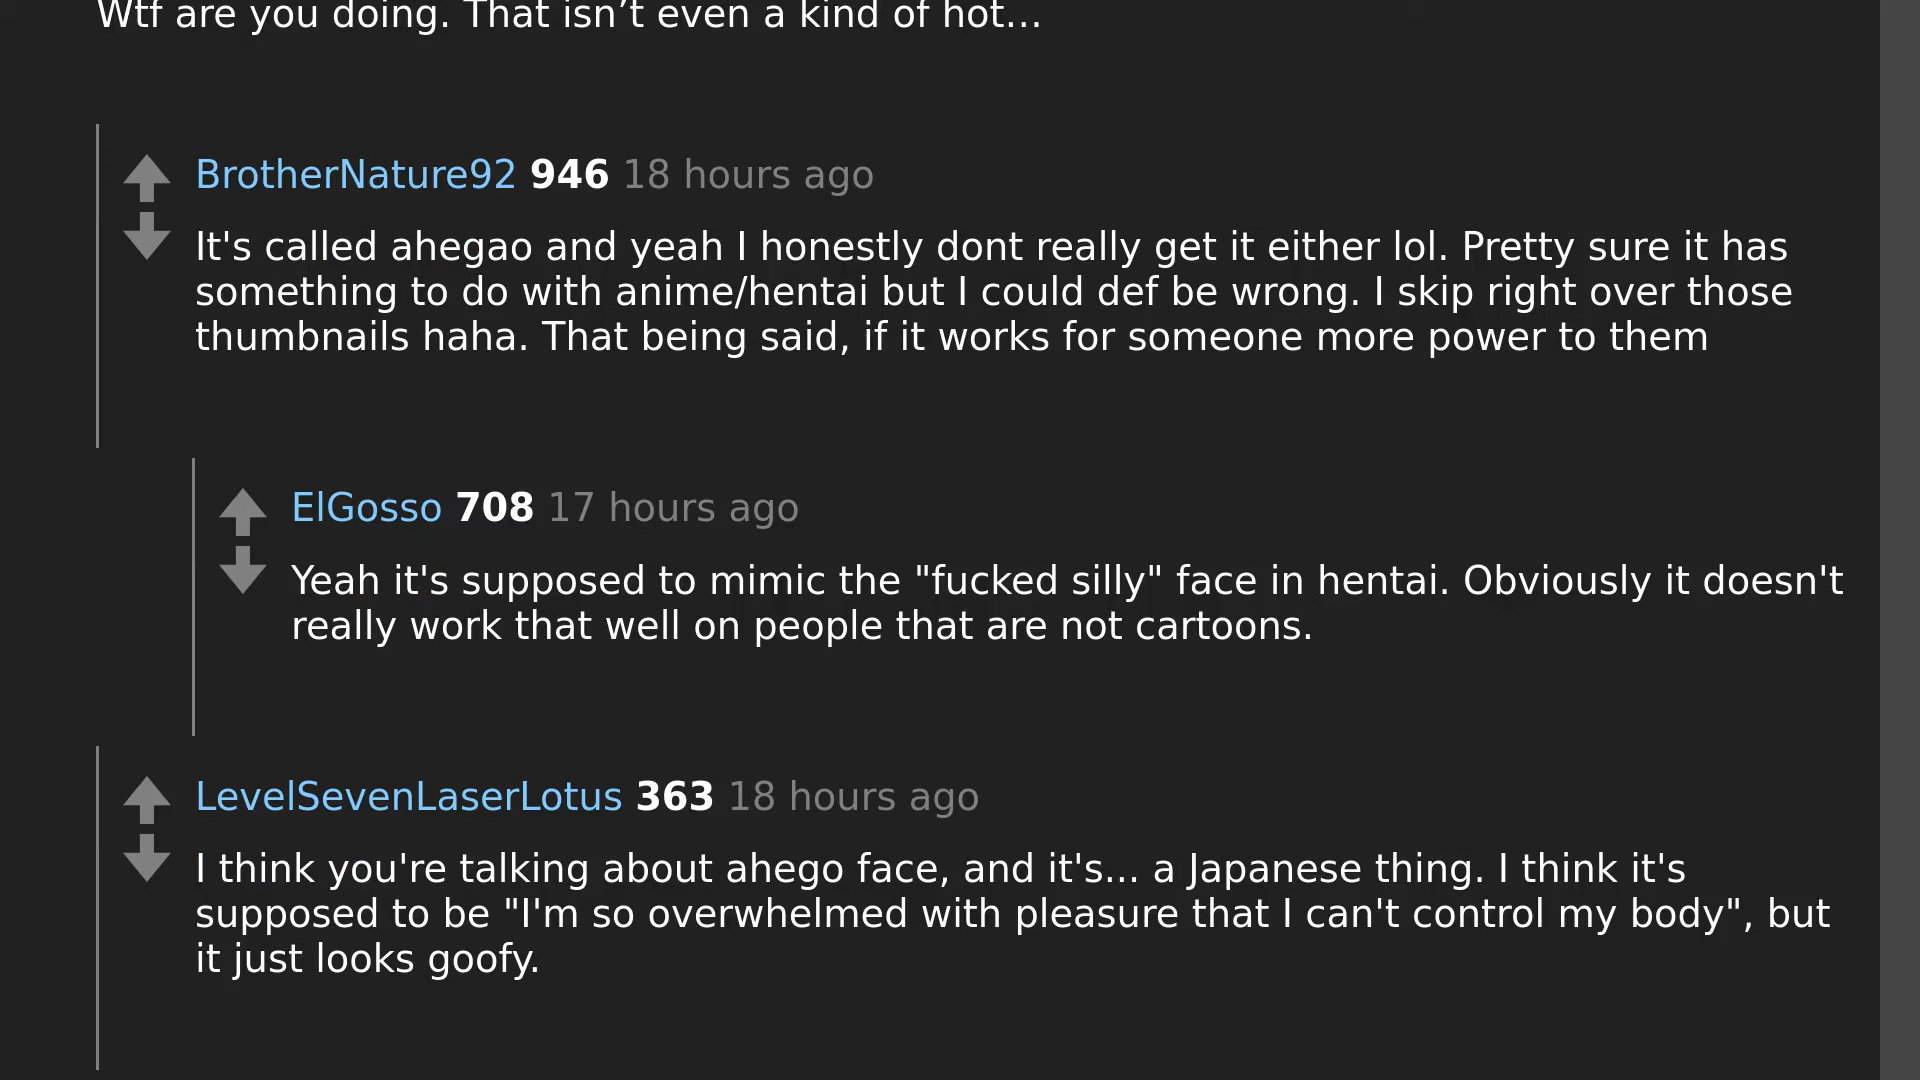 Wtf are you doing. That isn’t even a kind of hot...
BrotherNature92 946 18 hours ago
It's called ahegao and yeah I honestly dont really get it either lol. Pretty sure it has
something to do with anime/hentai but I could def be wrong. I skip right over those
thumbnails haha. That being said, if it works for someone more power to them
ElGosso 708 17 hours ago
Yeah it's supposed to mimic the "fucked silly" face in hentai. Obviously it doesn't
really work that well on people that are not cartoons.
LevelSevenLaserLotus 363 18 hours ago
I think you're talking about ahego face, and it's... a Japanese thing. I think it's
supposed to be "I'm so overwhelmed with pleasure that I can't control my body", but
it just looks goofy.